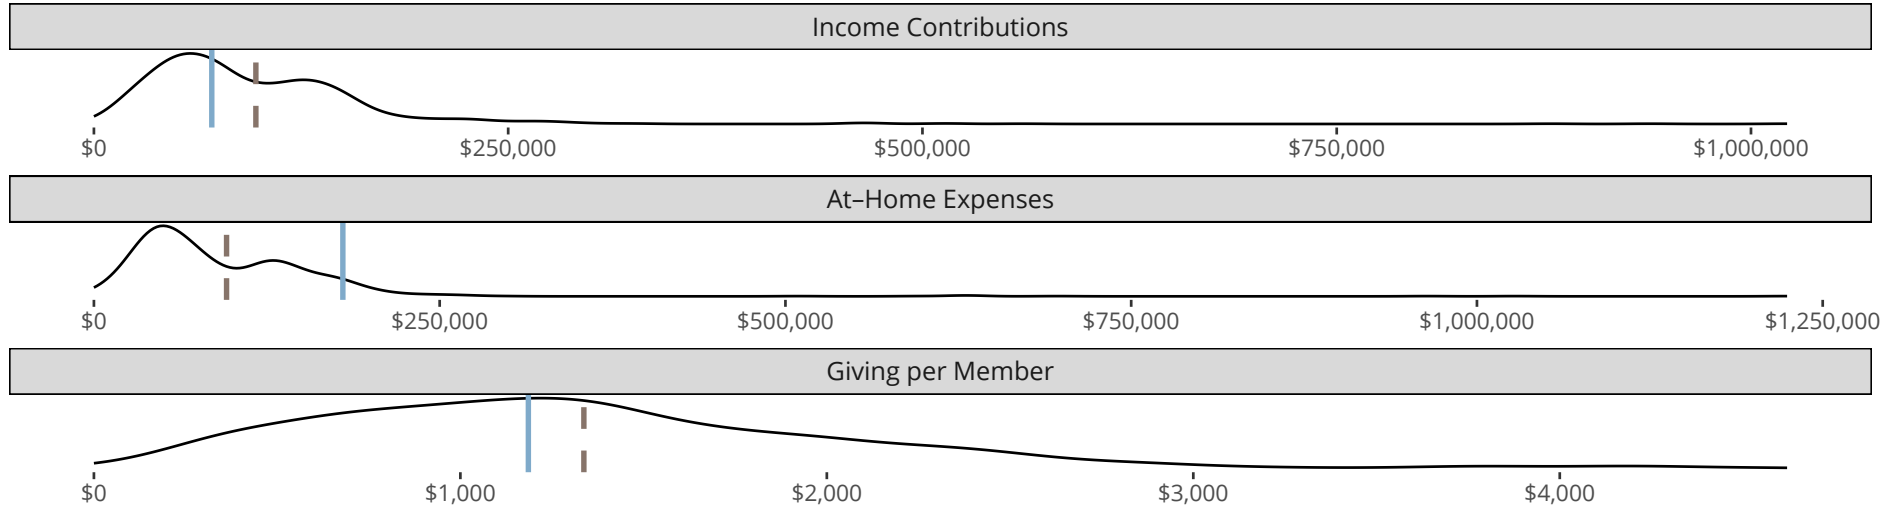 Income Contributions
$0 $250,000 $500,000 $750,000 $1,000,000
At–Home Expenses
$0 $250,000 $500,000 $750,000 $1,000,000 $1,250,000
Giving per Member
$0 $1,000 $2,000 $3,000 $4,000